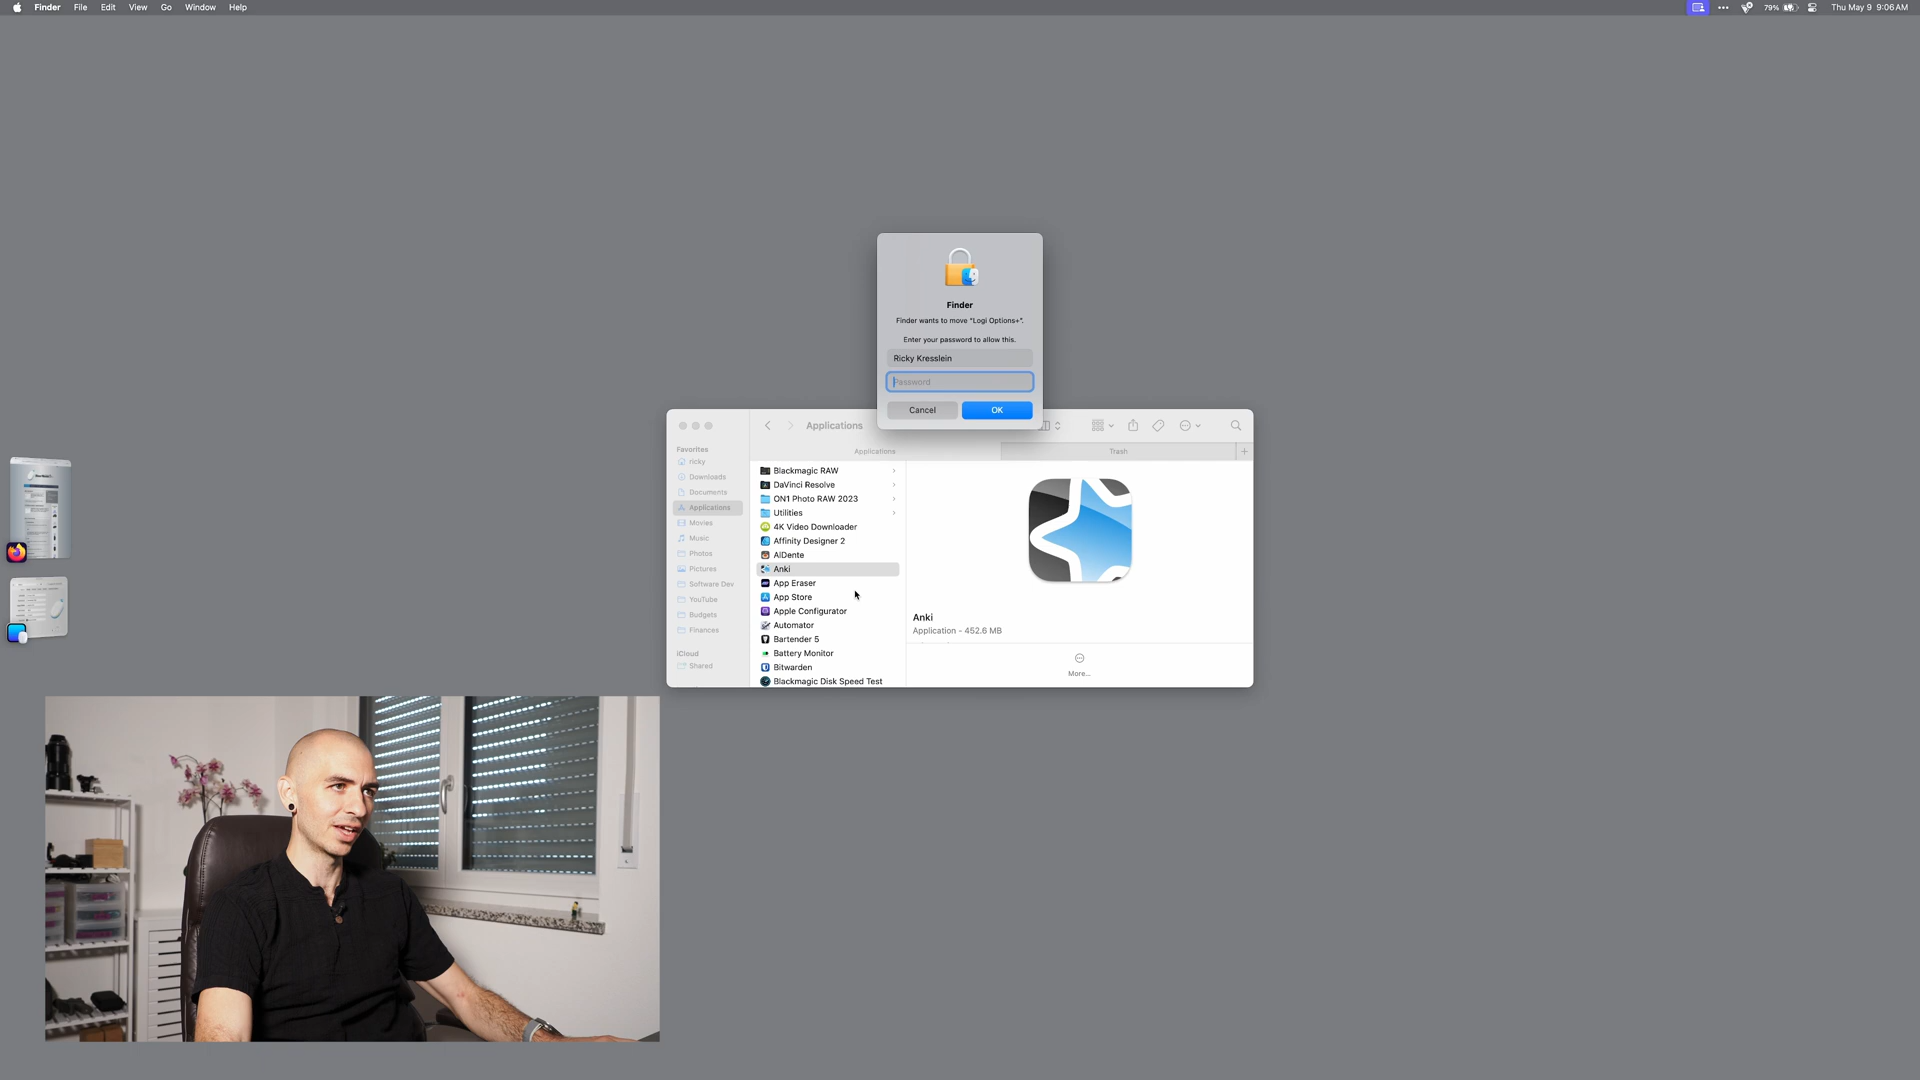 Finder File Edit View Go Window Help
79% Thu May 9 9:06 AM
Finder
Finder wants to move "Logi Options+".
Enter your password to allow this.
Ricky Kresslein
Password
Cancel OK
Applications
Applications Trash
Favorites
ricky
Downloads
Documents
Applications
Movies
Music
Photos
Pictures
Software Dev
YouTube
Budgets
Finances
iCloud
Shared
Blackmagic RAW
DaVinci Resolve
ON1 Photo RAW 2023
Utilities
4K Video Downloader
Affinity Designer 2
AlDente
Anki
App Eraser
App Store
Apple Configurator
Automator
Bartender 5
Battery Monitor
Bitwarden
Blackmagic Disk Speed Test
Anki
Application - 452.6 MB
More...